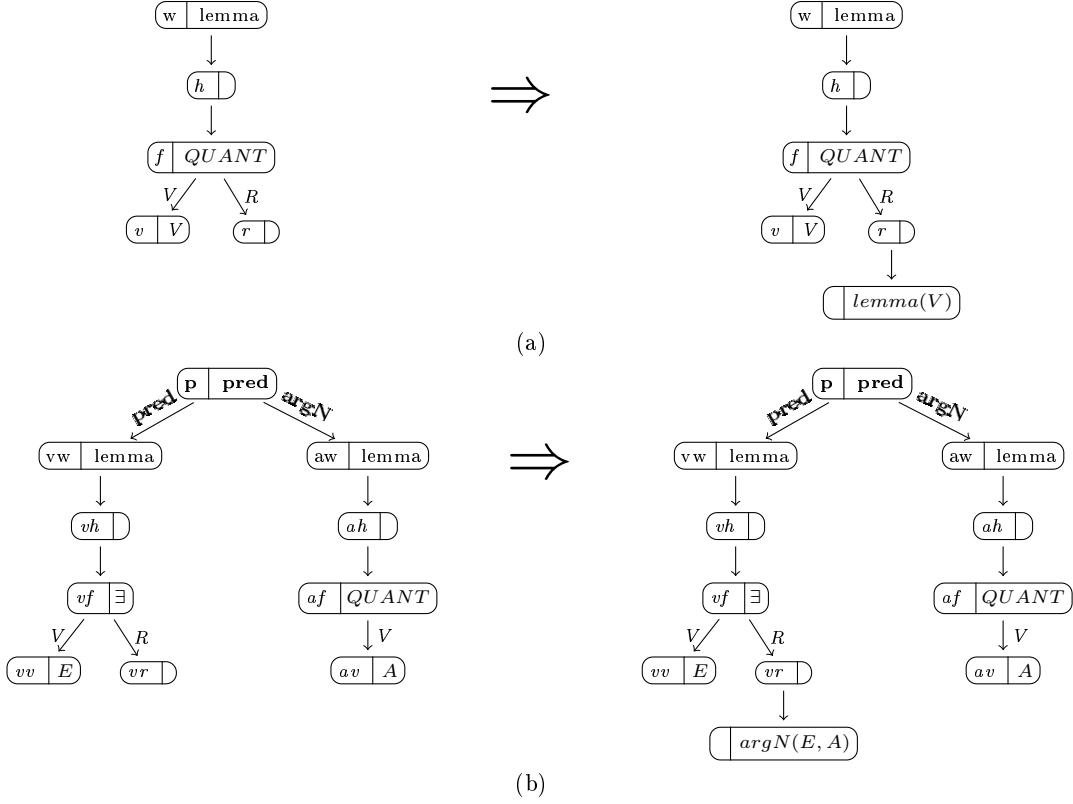 w lemma ⇒ w lemma
h h
f QUANT f QUANT
V R V R
v V r v V r
lemma(V)
(a)
p pred p pred
pred argN pred argN
vw lemma aw lemma ⇒ vw lemma aw lemma
vh ah vh ah
vf ∃ af QUANT vf ∃ af QUANT
V R V V R V
vv E vr av A vv E vr av A
argN(E, A)
(b)